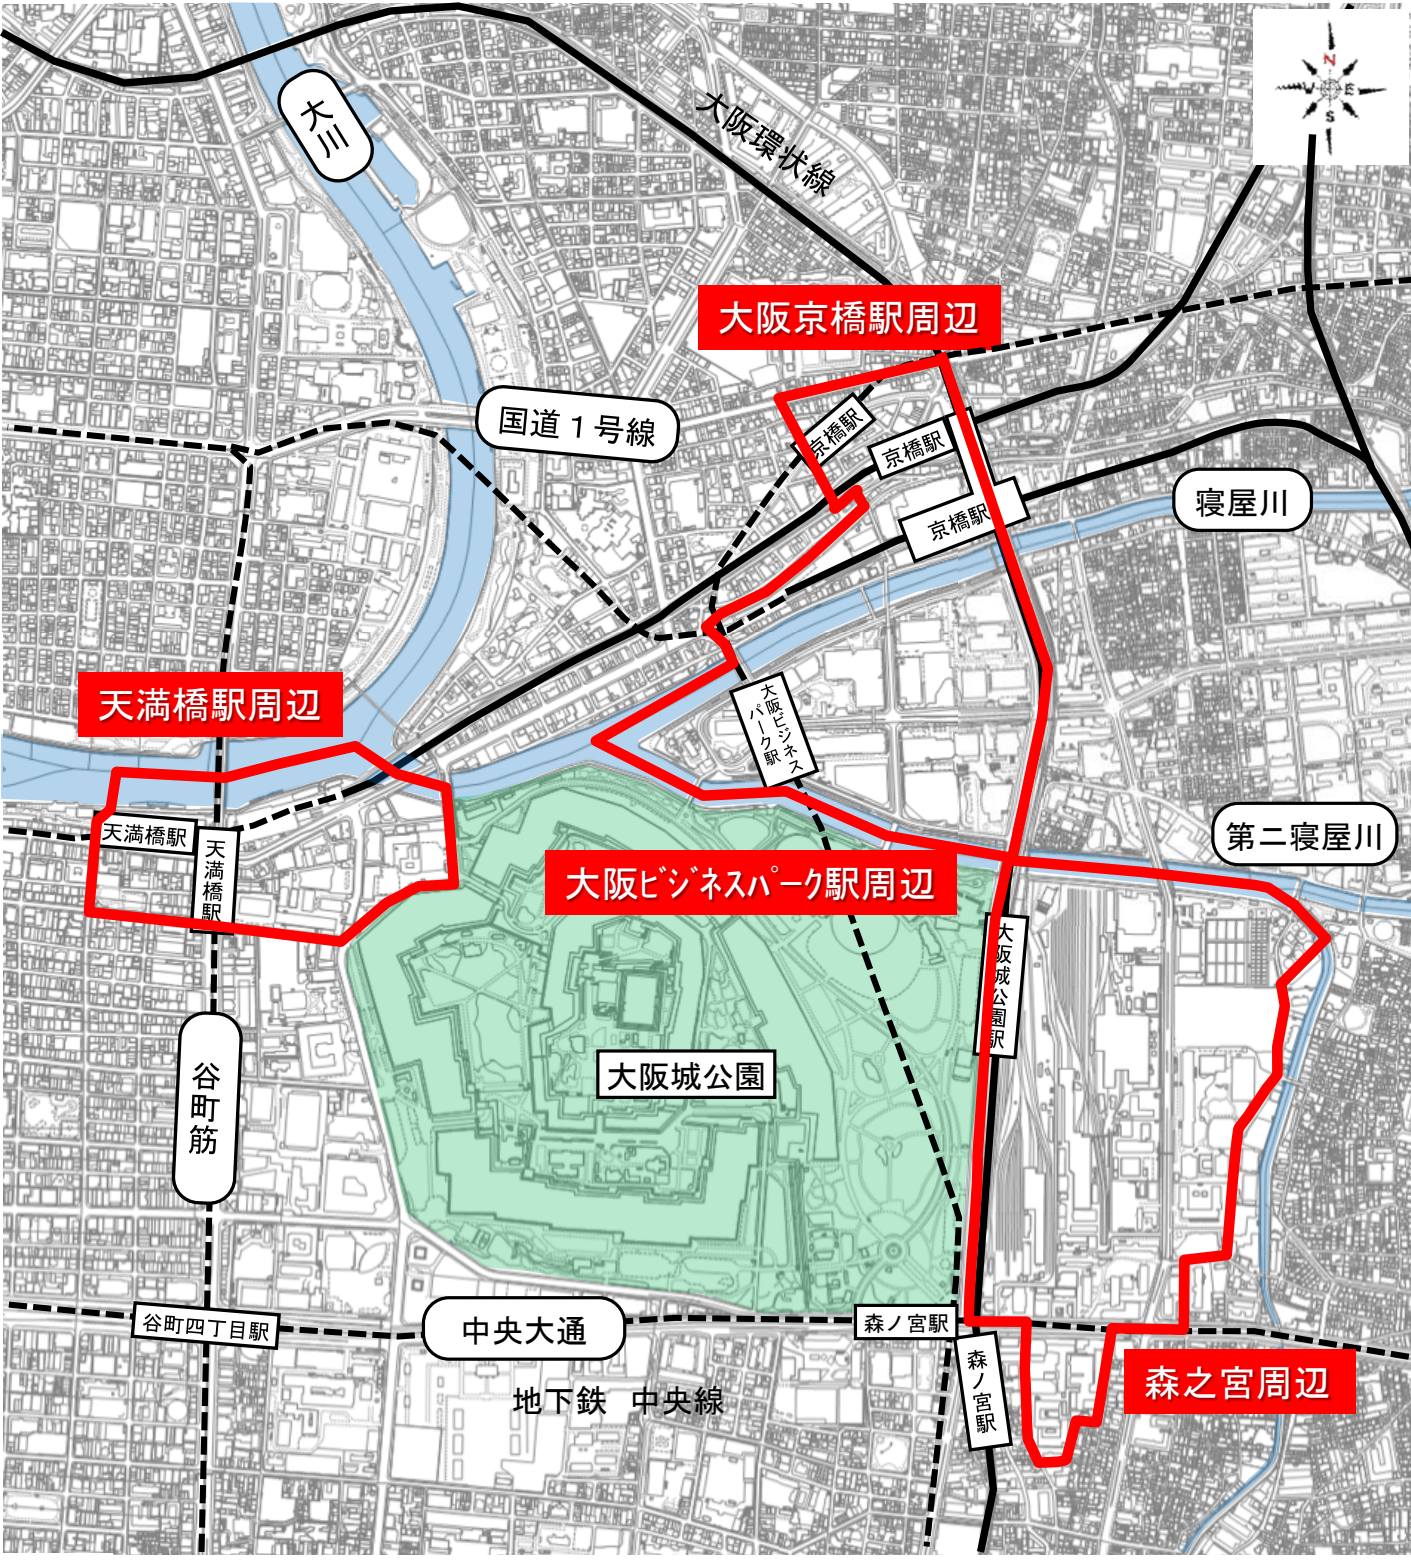 大川
大阪環状線
N
E
S
大阪京橋駅周辺
国道1号線
京橋駅
京橋駅
京橋駅
寝屋川
天満橋駅周辺
大阪ビジネス
パーク駅
天満橋駅
天満橋駅
第二寝屋川
大阪ﾋﾞｼﾞﾈｽﾊﾟｰｸ駅周辺
大阪城公園駅
大阪城公園
谷町筋
谷町四丁目駅
中央大通
森ノ宮駅
森ノ宮駅
地下鉄 中央線
森之宮周辺